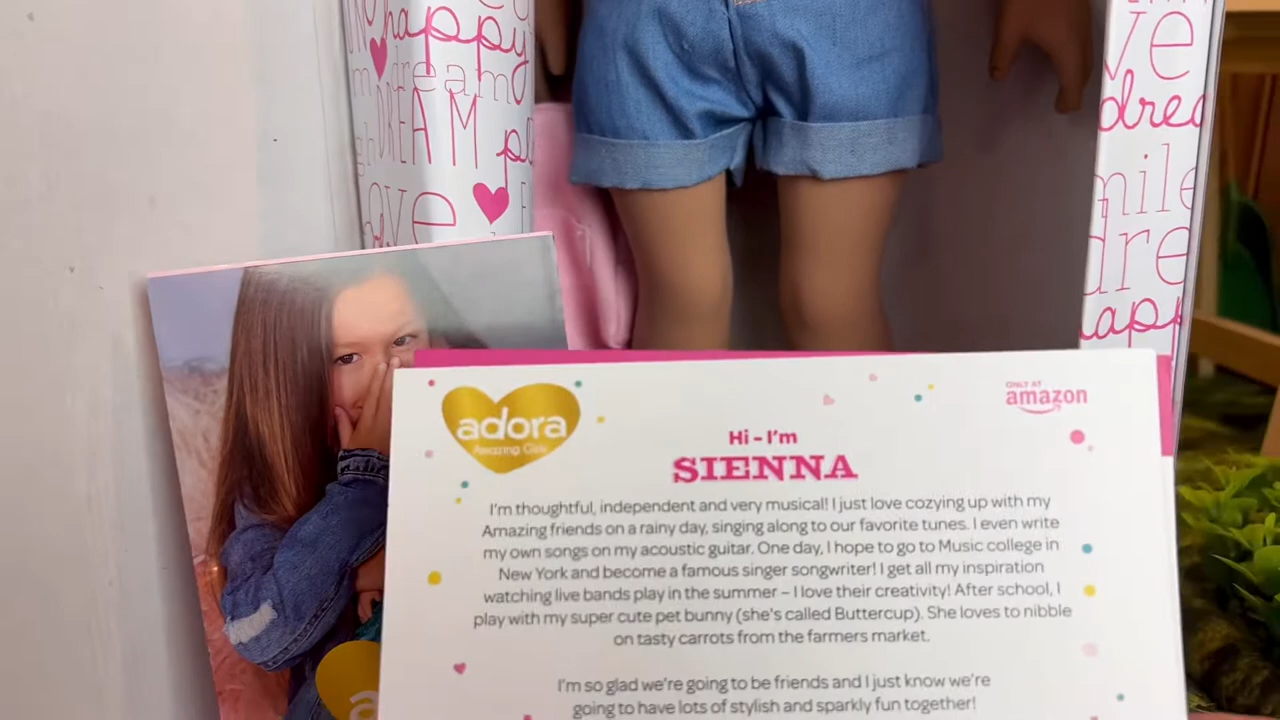 happy
dream
DREAM
love
love
dream
smile
dream
happy
adora
Amazing Girls
ONLY AT
amazon
Hi – I'm
SIENNA
I'm thoughtful, independent and very musical! I just love cozying up with my
Amazing friends on a rainy day, singing along to our favorite tunes. I even write
my own songs on my acoustic guitar. One day, I hope to go to Music college in
New York and become a famous singer songwriter! I get all my inspiration
watching live bands play in the summer – I love their creativity! After school, I
play with my super cute pet bunny (she's called Buttercup). She loves to nibble
on tasty carrots from the farmers market.
I'm so glad we're going to be friends and I just know we're
going to have lots of stylish and sparkly fun together!